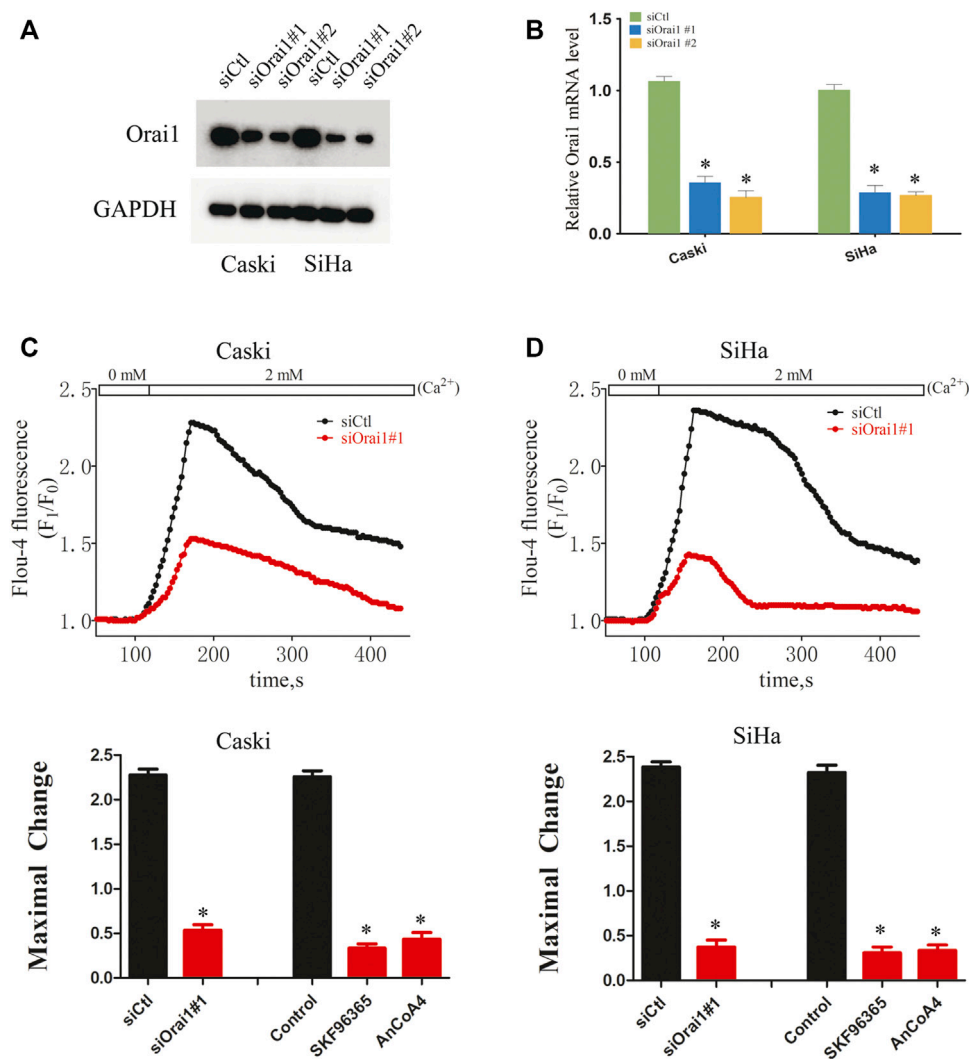 A
siCtl
siOrai1#1
siOrai1#2
siCtl
siOrai1#1
siOrai1#2
Orai1
GAPDH
Caski SiHa
B
siCtl
siOrai1 #1
siOrai1 #2
Relative Orai1 mRNA level
1.5
1.0
0.5
0.0
* *
* *
Caski
SiHa
C
Caski
0 mM 2 mM (Ca2+)
siCtl
siOrai1#1
Flou-4 fluorescence
(F1/F0)
2.5
2.0
1.5
1.0
100 200 300 400
time,s
D
SiHa
0 mM 2 mM (Ca2+)
siCtl
siOrai1#1
Flou-4 fluorescence
(F1/F0)
2.5
2.0
1.5
1.0
100 200 300 400
time,s
Caski
Maximal Change
2.5
2.0
1.5
1.0
0.5
0.0
* * *
siCtl
siOrai1#1
Control
SKF96365
AnCoA4
SiHa
Maximal Change
2.5
2.0
1.5
1.0
0.5
0.0
* * *
siCtl
siOrai1#1
Control
SKF96365
AnCoA4